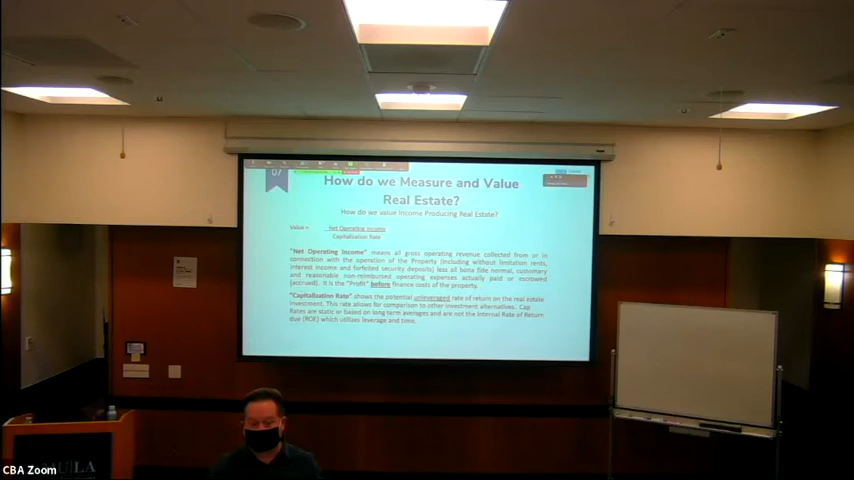 07
How do we Measure and Value
Real Estate?
How do we value Income Producing Real Estate?
Value =
Net Operating Income
Capitalization Rate
"Net Operating Income" means all gross operating revenue collected from or in
connection with the operation of the Property (including without limitation rents,
interest income and forfeited security deposits) less all bona fide normal, customary
and reasonable non-reimbursed operating expenses actually paid or escrowed
(accrued). It is the "Profit" before finance costs of the property.
"Capitalization Rate" shows the potential unleveraged rate of return on the real estate
investment. This rate allows for comparison to other investment alternatives. Cap
Rates are static or based on long term averages and are not the Internal Rate of Return
due (ROE) which utilizes leverage and time.
CBA Zoom
LA